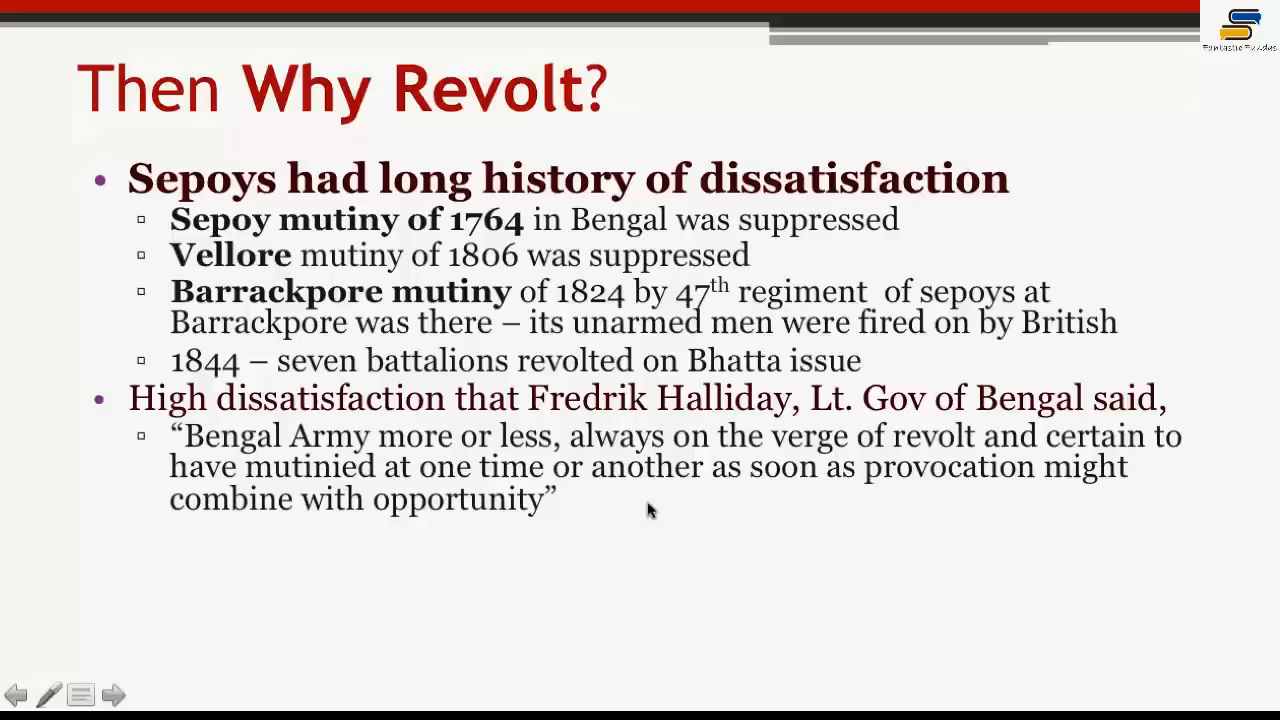 Then Why Revolt?
• Sepoys had long history of dissatisfaction
▫ Sepoy mutiny of 1764 in Bengal was suppressed
▫ Vellore mutiny of 1806 was suppressed
▫ Barrackpore mutiny of 1824 by 47th regiment of sepoys at
Barrackpore was there – its unarmed men were fired on by British
▫ 1844 – seven battalions revolted on Bhatta issue
• High dissatisfaction that Fredrik Halliday, Lt. Gov of Bengal said,
▫ “Bengal Army more or less, always on the verge of revolt and certain to
have mutinied at one time or another as soon as provocation might
combine with opportunity”